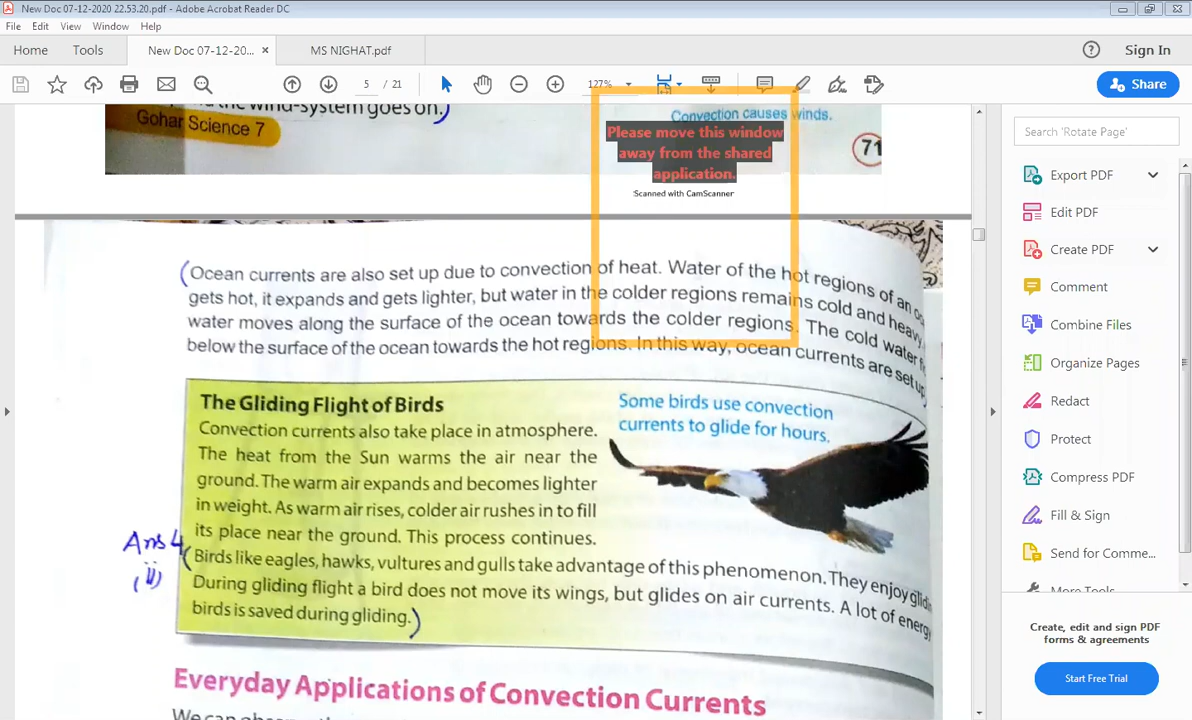 New Doc 07-12-2020 22.53.20.pdf - Adobe Acrobat Reader DC
File Edit View Window Help
Home Tools New Doc 07-12-20... × MS NIGHAT.pdf Sign In
5 / 21 127% Share
the wind-system goes on.)
Convection causes winds.
Gohar Science 7
71
Please move this window
away from the shared
application.
Scanned with CamScanner
Search 'Rotate Page'
Export PDF
Edit PDF
Create PDF
Comment
Combine Files
Organize Pages
Redact
Protect
Compress PDF
Fill & Sign
Send for Comme...
More Tools
Create, edit and sign PDF
forms & agreements
Start Free Trial
(Ocean currents are also set up due to convection of heat. Water of the hot regions of an
gets hot, it expands and gets lighter, but water in the colder regions remains cold and heavy.
water moves along the surface of the ocean towards the colder regions. The cold water
below the surface of the ocean towards the hot regions. In this way, ocean currents are set up
The Gliding Flight of Birds
Convection currents also take place in atmosphere.
The heat from the Sun warms the air near the
ground. The warm air expands and becomes lighter
in weight. As warm air rises, colder air rushes in to fill
its place near the ground. This process continues.
Some birds use convection
currents to glide for hours.
Ans 4
(ii)
(Birds like eagles, hawks, vultures and gulls take advantage of this phenomenon. They enjoy
During gliding flight a bird does not move its wings, but glides on air currents. A lot of energy
birds is saved during gliding.)
Everyday Applications of Convection Currents
We can